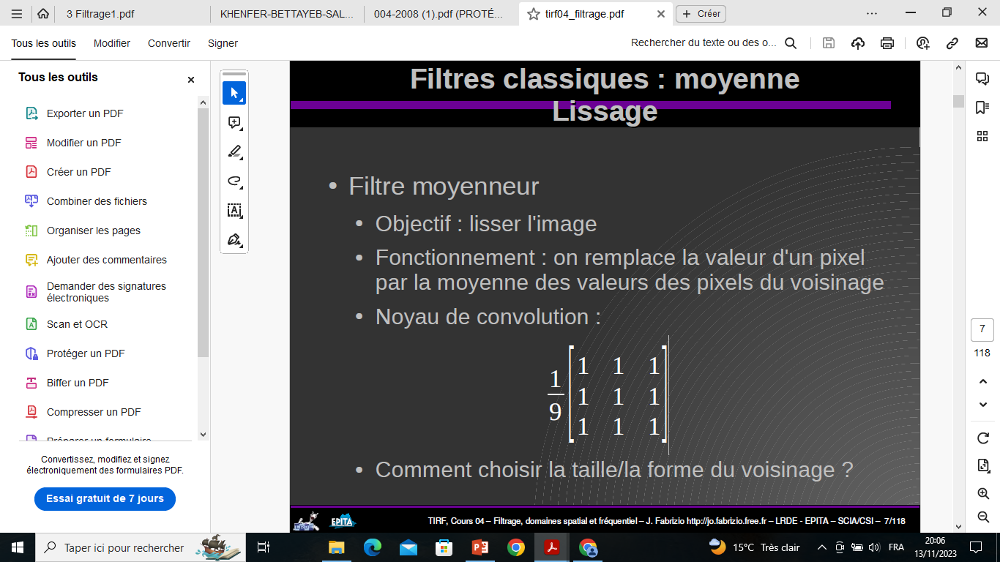 3 Filtrage1.pdf
KHENFER-BETTAYEB-SAL...
004-2008 (1).pdf (PROTÉ...
tirf04_filtrage.pdf
Créer
Tous les outils
Modifier
Convertir
Signer
Rechercher du texte ou des o...
Tous les outils
Exporter un PDF
Modifier un PDF
Créer un PDF
Combiner des fichiers
Organiser les pages
Ajouter des commentaires
Demander des signatures
électroniques
Scan et OCR
Protéger un PDF
Biffer un PDF
Compresser un PDF
Préparer un formulaire
Convertissez, modifiez et signez
électroniquement des formulaires PDF.
Essai gratuit de 7 jours
Filtres classiques : moyenne
Lissage
• Filtre moyenneur
• Objectif : lisser l'image
• Fonctionnement : on remplace la valeur d'un pixel
par la moyenne des valeurs des pixels du voisinage
• Noyau de convolution :
1
9
1 1 1
1 1 1
1 1 1
• Comment choisir la taille/la forme du voisinage ?
EPITA
TIRF, Cours 04 – Filtrage, domaines spatial et fréquentiel – J. Fabrizio http://jo.fabrizio.free.fr – LRDE - EPITA – SCIA/CSI – 7/118
7
118
Taper ici pour rechercher
15°C Très clair
FRA
20:06
13/11/2023